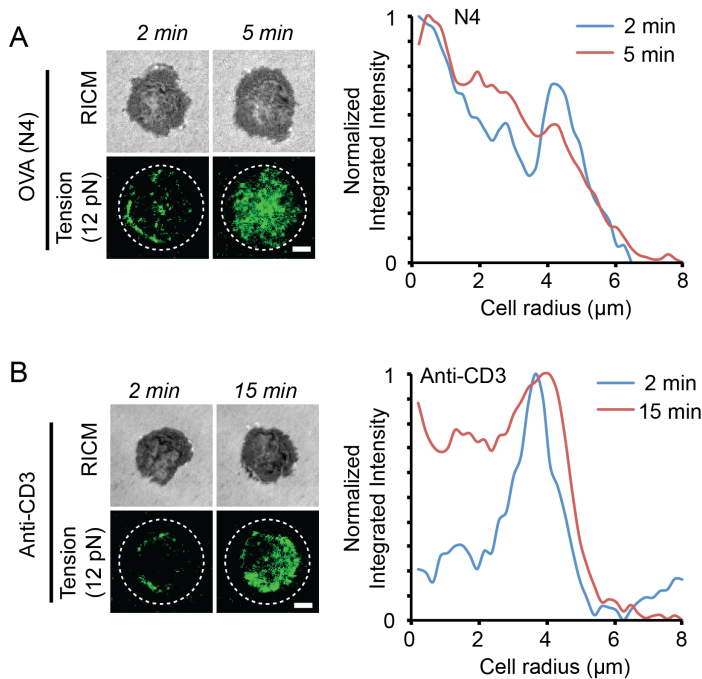 A
2 min
5 min
OVA (N4)
RICM
Tension
(12 pN)
N4
2 min
5 min
Normalized
Integrated Intensity
1
0
0
2
4
6
8
Cell radius (μm)
B
2 min
15 min
Anti-CD3
RICM
Tension
(12 pN)
Anti-CD3
2 min
15 min
Normalized
Integrated Intensity
1
0
0
2
4
6
8
Cell radius (μm)